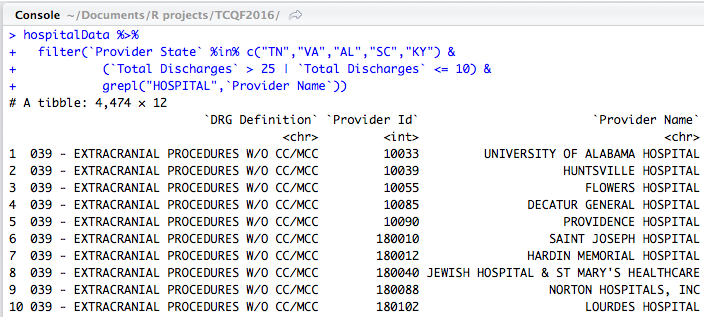 Console ~/Documents/R projects/TCQF2016/
> hospitalData %>%
+   filter(`Provider State` %in% c("TN","VA","AL","SC","KY") &
+            (`Total Discharges` > 25 | `Total Discharges` <= 10) &
+            grepl("HOSPITAL",`Provider Name`))
# A tibble: 4,474 x 12
`DRG Definition` `Provider Id` `Provider Name`
<chr> <int> <chr>
1 039 - EXTRACRANIAL PROCEDURES W/O CC/MCC 10033 UNIVERSITY OF ALABAMA HOSPITAL
2 039 - EXTRACRANIAL PROCEDURES W/O CC/MCC 10039 HUNTSVILLE HOSPITAL
3 039 - EXTRACRANIAL PROCEDURES W/O CC/MCC 10055 FLOWERS HOSPITAL
4 039 - EXTRACRANIAL PROCEDURES W/O CC/MCC 10085 DECATUR GENERAL HOSPITAL
5 039 - EXTRACRANIAL PROCEDURES W/O CC/MCC 10090 PROVIDENCE HOSPITAL
6 039 - EXTRACRANIAL PROCEDURES W/O CC/MCC 180010 SAINT JOSEPH HOSPITAL
7 039 - EXTRACRANIAL PROCEDURES W/O CC/MCC 180012 HARDIN MEMORIAL HOSPITAL
8 039 - EXTRACRANIAL PROCEDURES W/O CC/MCC 180040 JEWISH HOSPITAL & ST MARY'S HEALTHCARE
9 039 - EXTRACRANIAL PROCEDURES W/O CC/MCC 180088 NORTON HOSPITALS, INC
10 039 - EXTRACRANIAL PROCEDURES W/O CC/MCC 180102 LOURDES HOSPITAL